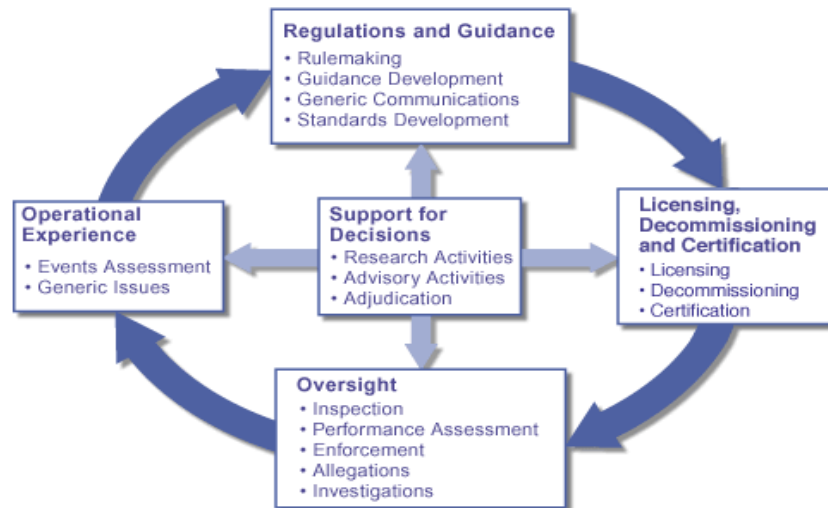 Regulations and Guidance
• Rulemaking
• Guidance Development
• Generic Communications
• Standards Development
Operational
Experience
• Events Assessment
• Generic Issues
Support for
Decisions
• Research Activities
• Advisory Activities
• Adjudication
Licensing,
Decommissioning
and Certification
• Licensing
• Decommissioning
• Certification
Oversight
• Inspection
• Performance Assessment
• Enforcement
• Allegations
• Investigations